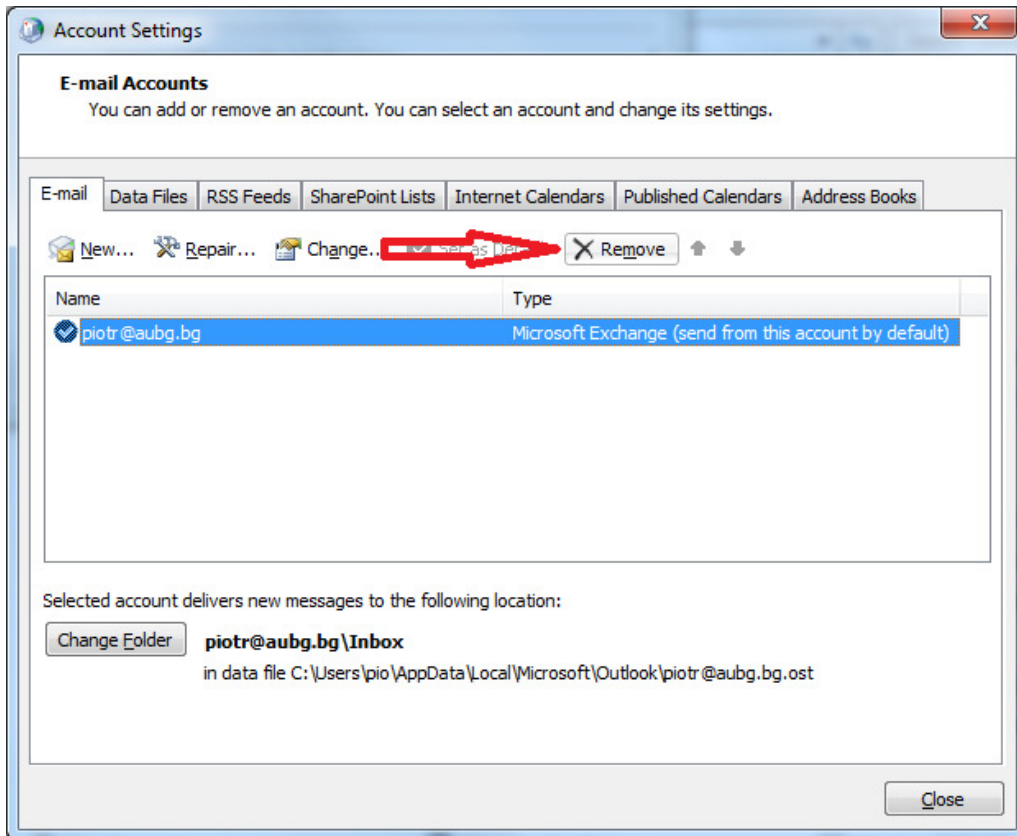 Account Settings
E-mail Accounts
You can add or remove an account. You can select an account and change its settings.
E-mail Data Files RSS Feeds SharePoint Lists Internet Calendars Published Calendars Address Books
New... Repair... Change... Set as Remove
Name Type
piotr@aubg.bg Microsoft Exchange (send from this account by default)
Selected account delivers new messages to the following location:
Change Folder piotr@aubg.bg\Inbox
in data file C:\Users\pio\AppData\Local\Microsoft\Outlook\piotr@aubg.bg.ost
Close